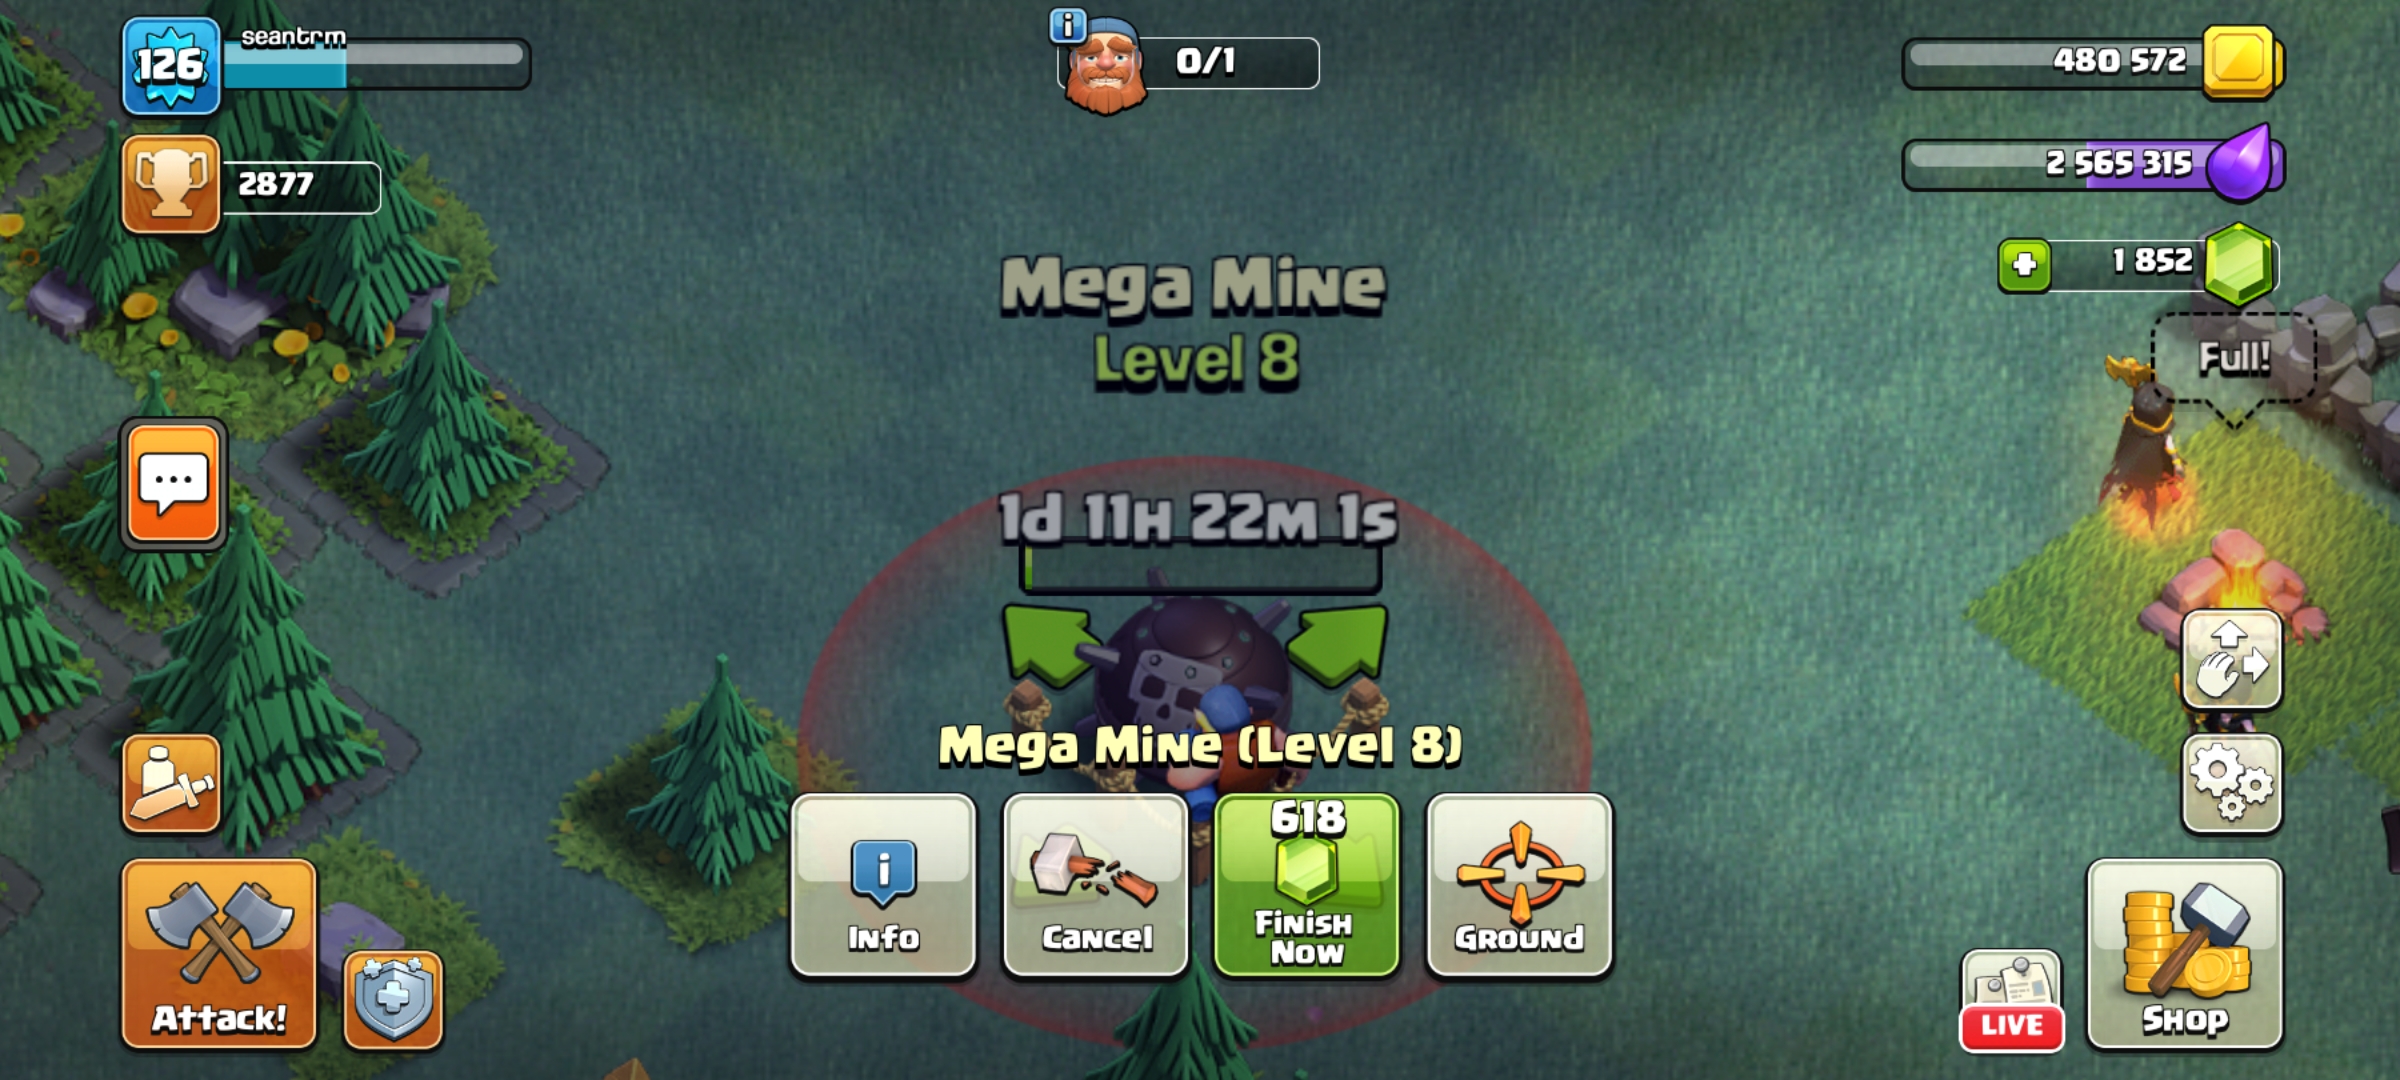 126
seantrm
0/1
480 572
2877
2 565 315
1 852
Mega Mine
Level 8
Full!
1d 11H 22M 1s
Mega Mine (Level 8)
618
Info
Cancel
Finish
Now
Ground
Attack!
LIVE
Shop